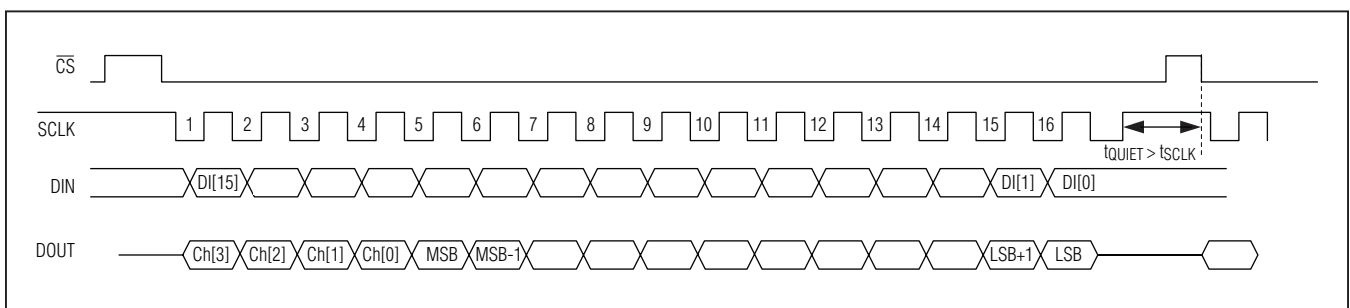 CS
SCLK 1 2 3 4 5 6 7 8 9 10 11 12 13 14 15 16
tQUIET > tSCLK
DIN DI[15] DI[1] DI[0]
DOUT Ch[3] Ch[2] Ch[1] Ch[0] MSB MSB-1 LSB+1 LSB